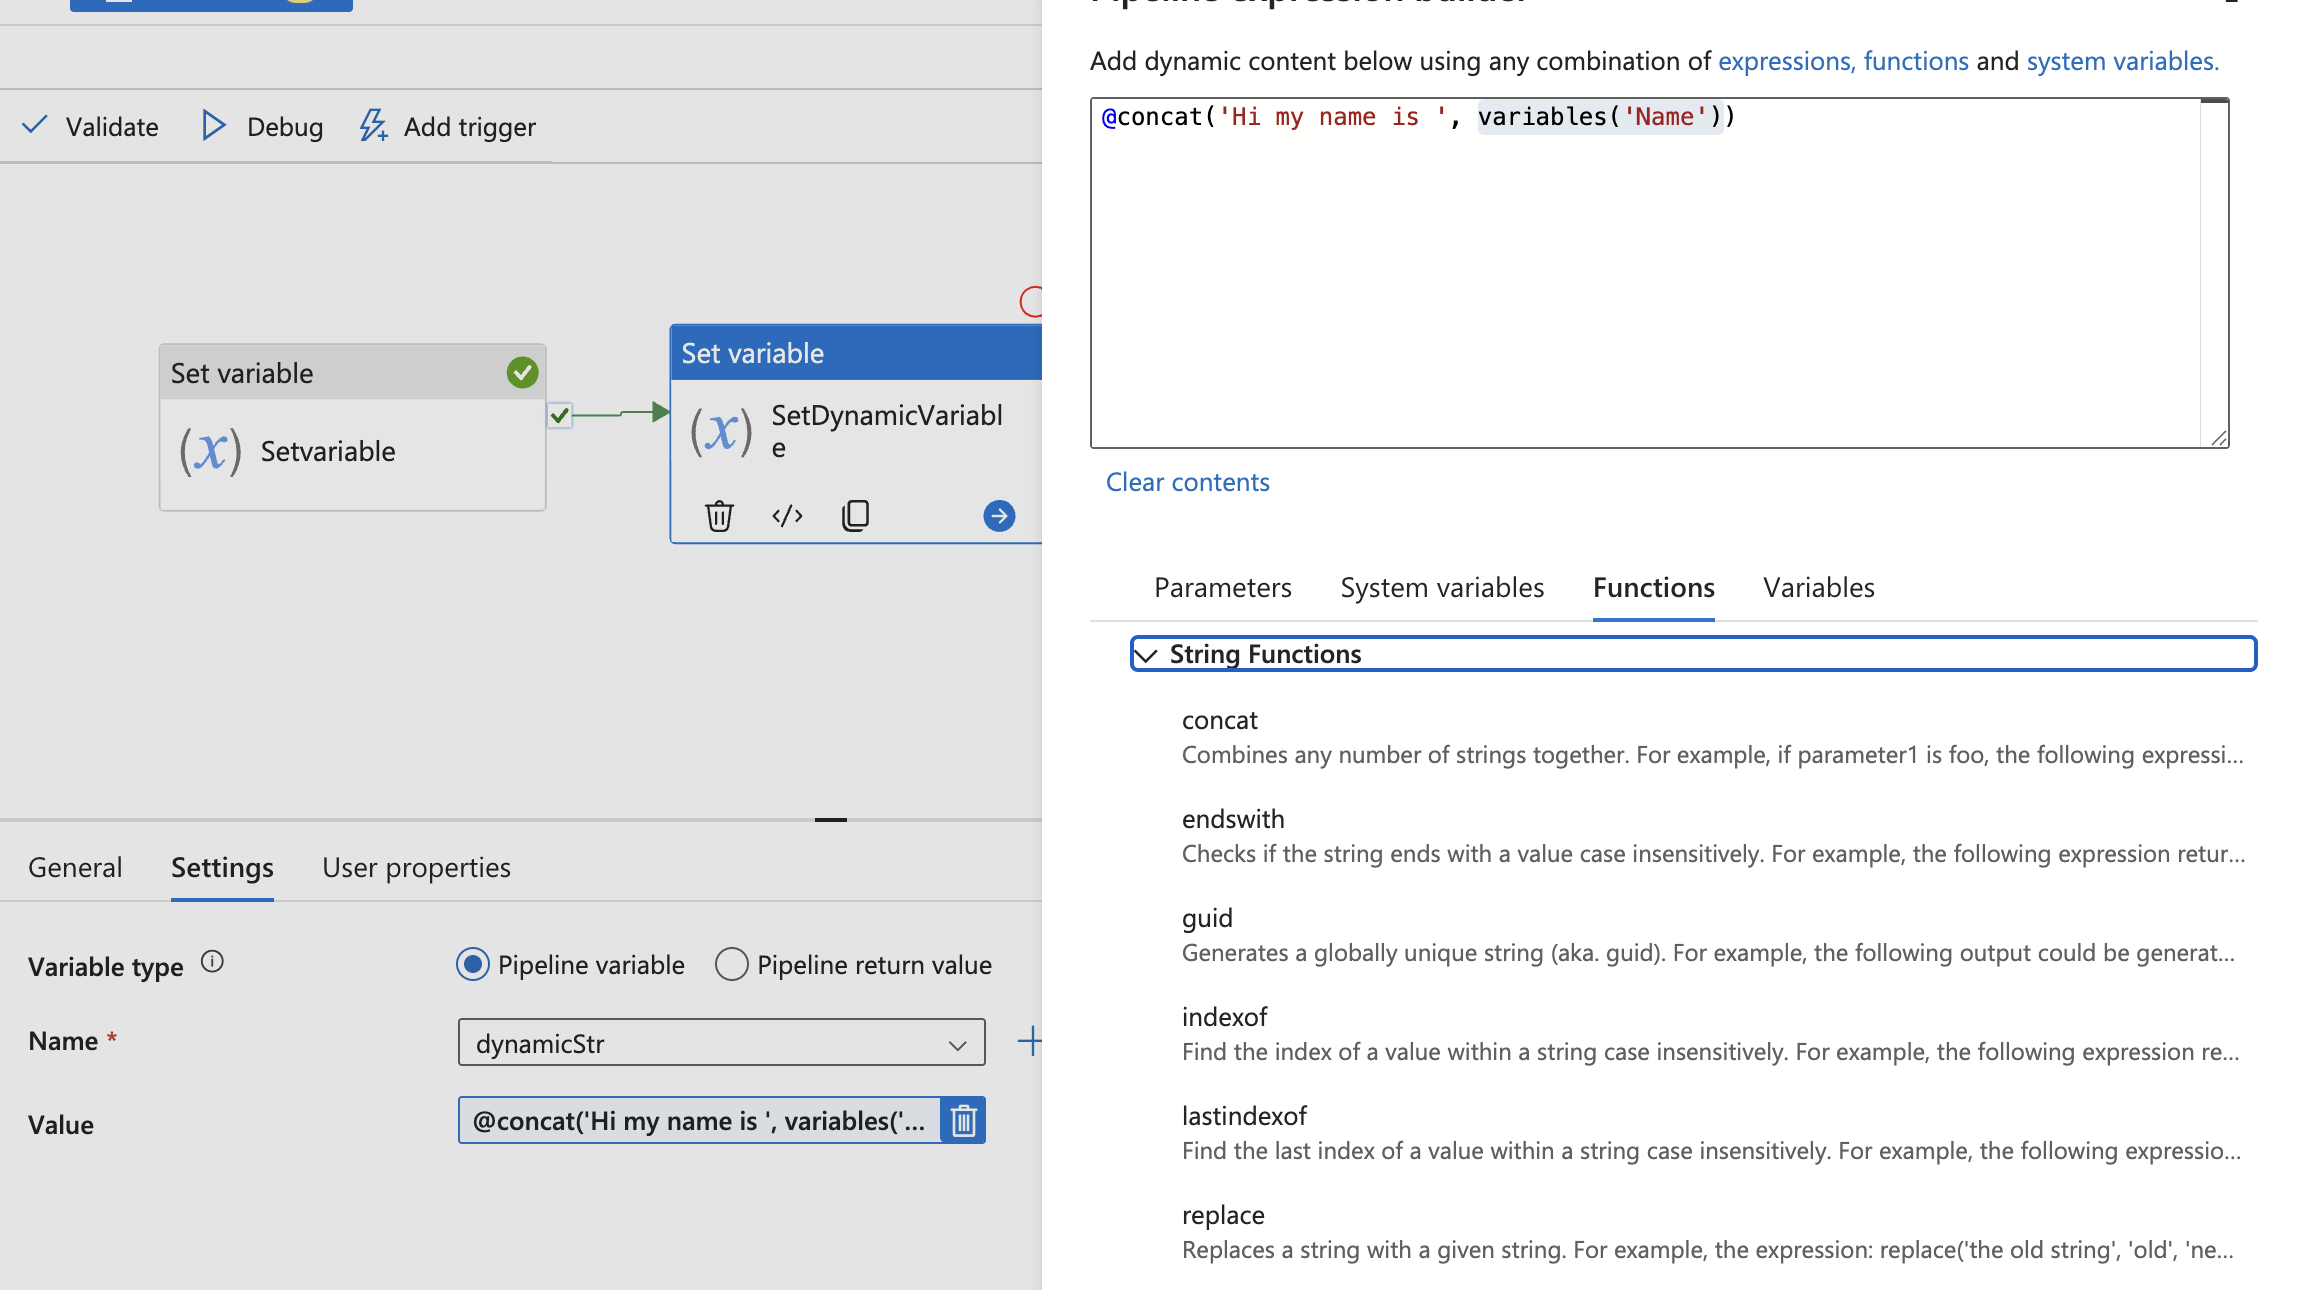 Validate
Debug
Add trigger
Set variable
(x) Setvariable
Set variable
(x) SetDynamicVariabl
e
</>
General
Settings
User properties
Variable type
Pipeline variable
Pipeline return value
Name *
dynamicStr
Value
@concat('Hi my name is ', variables('...
Pipeline expression builder
Add dynamic content below using any combination of expressions, functions and system variables.
@concat('Hi my name is ', variables('Name'))
Clear contents
Parameters
System variables
Functions
Variables
String Functions
concat
Combines any number of strings together. For example, if parameter1 is foo, the following expressi...
endswith
Checks if the string ends with a value case insensitively. For example, the following expression retur...
guid
Generates a globally unique string (aka. guid). For example, the following output could be generat...
indexof
Find the index of a value within a string case insensitively. For example, the following expression re...
lastindexof
Find the last index of a value within a string case insensitively. For example, the following expressio...
replace
Replaces a string with a given string. For example, the expression: replace('the old string', 'old', 'ne...